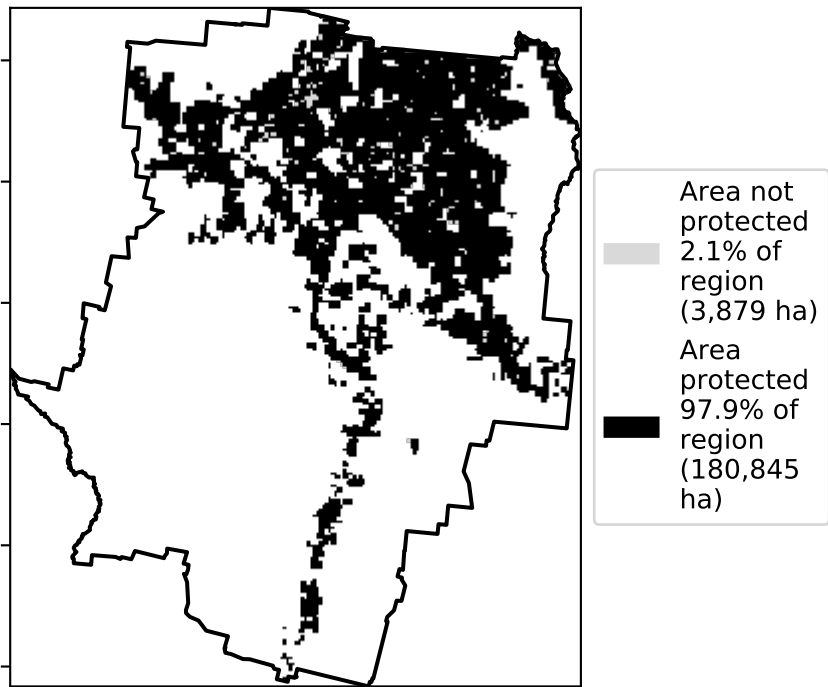 Area not
protected
2.1% of
region
(3,879 ha)
Area
protected
97.9% of
region
(180,845
ha)